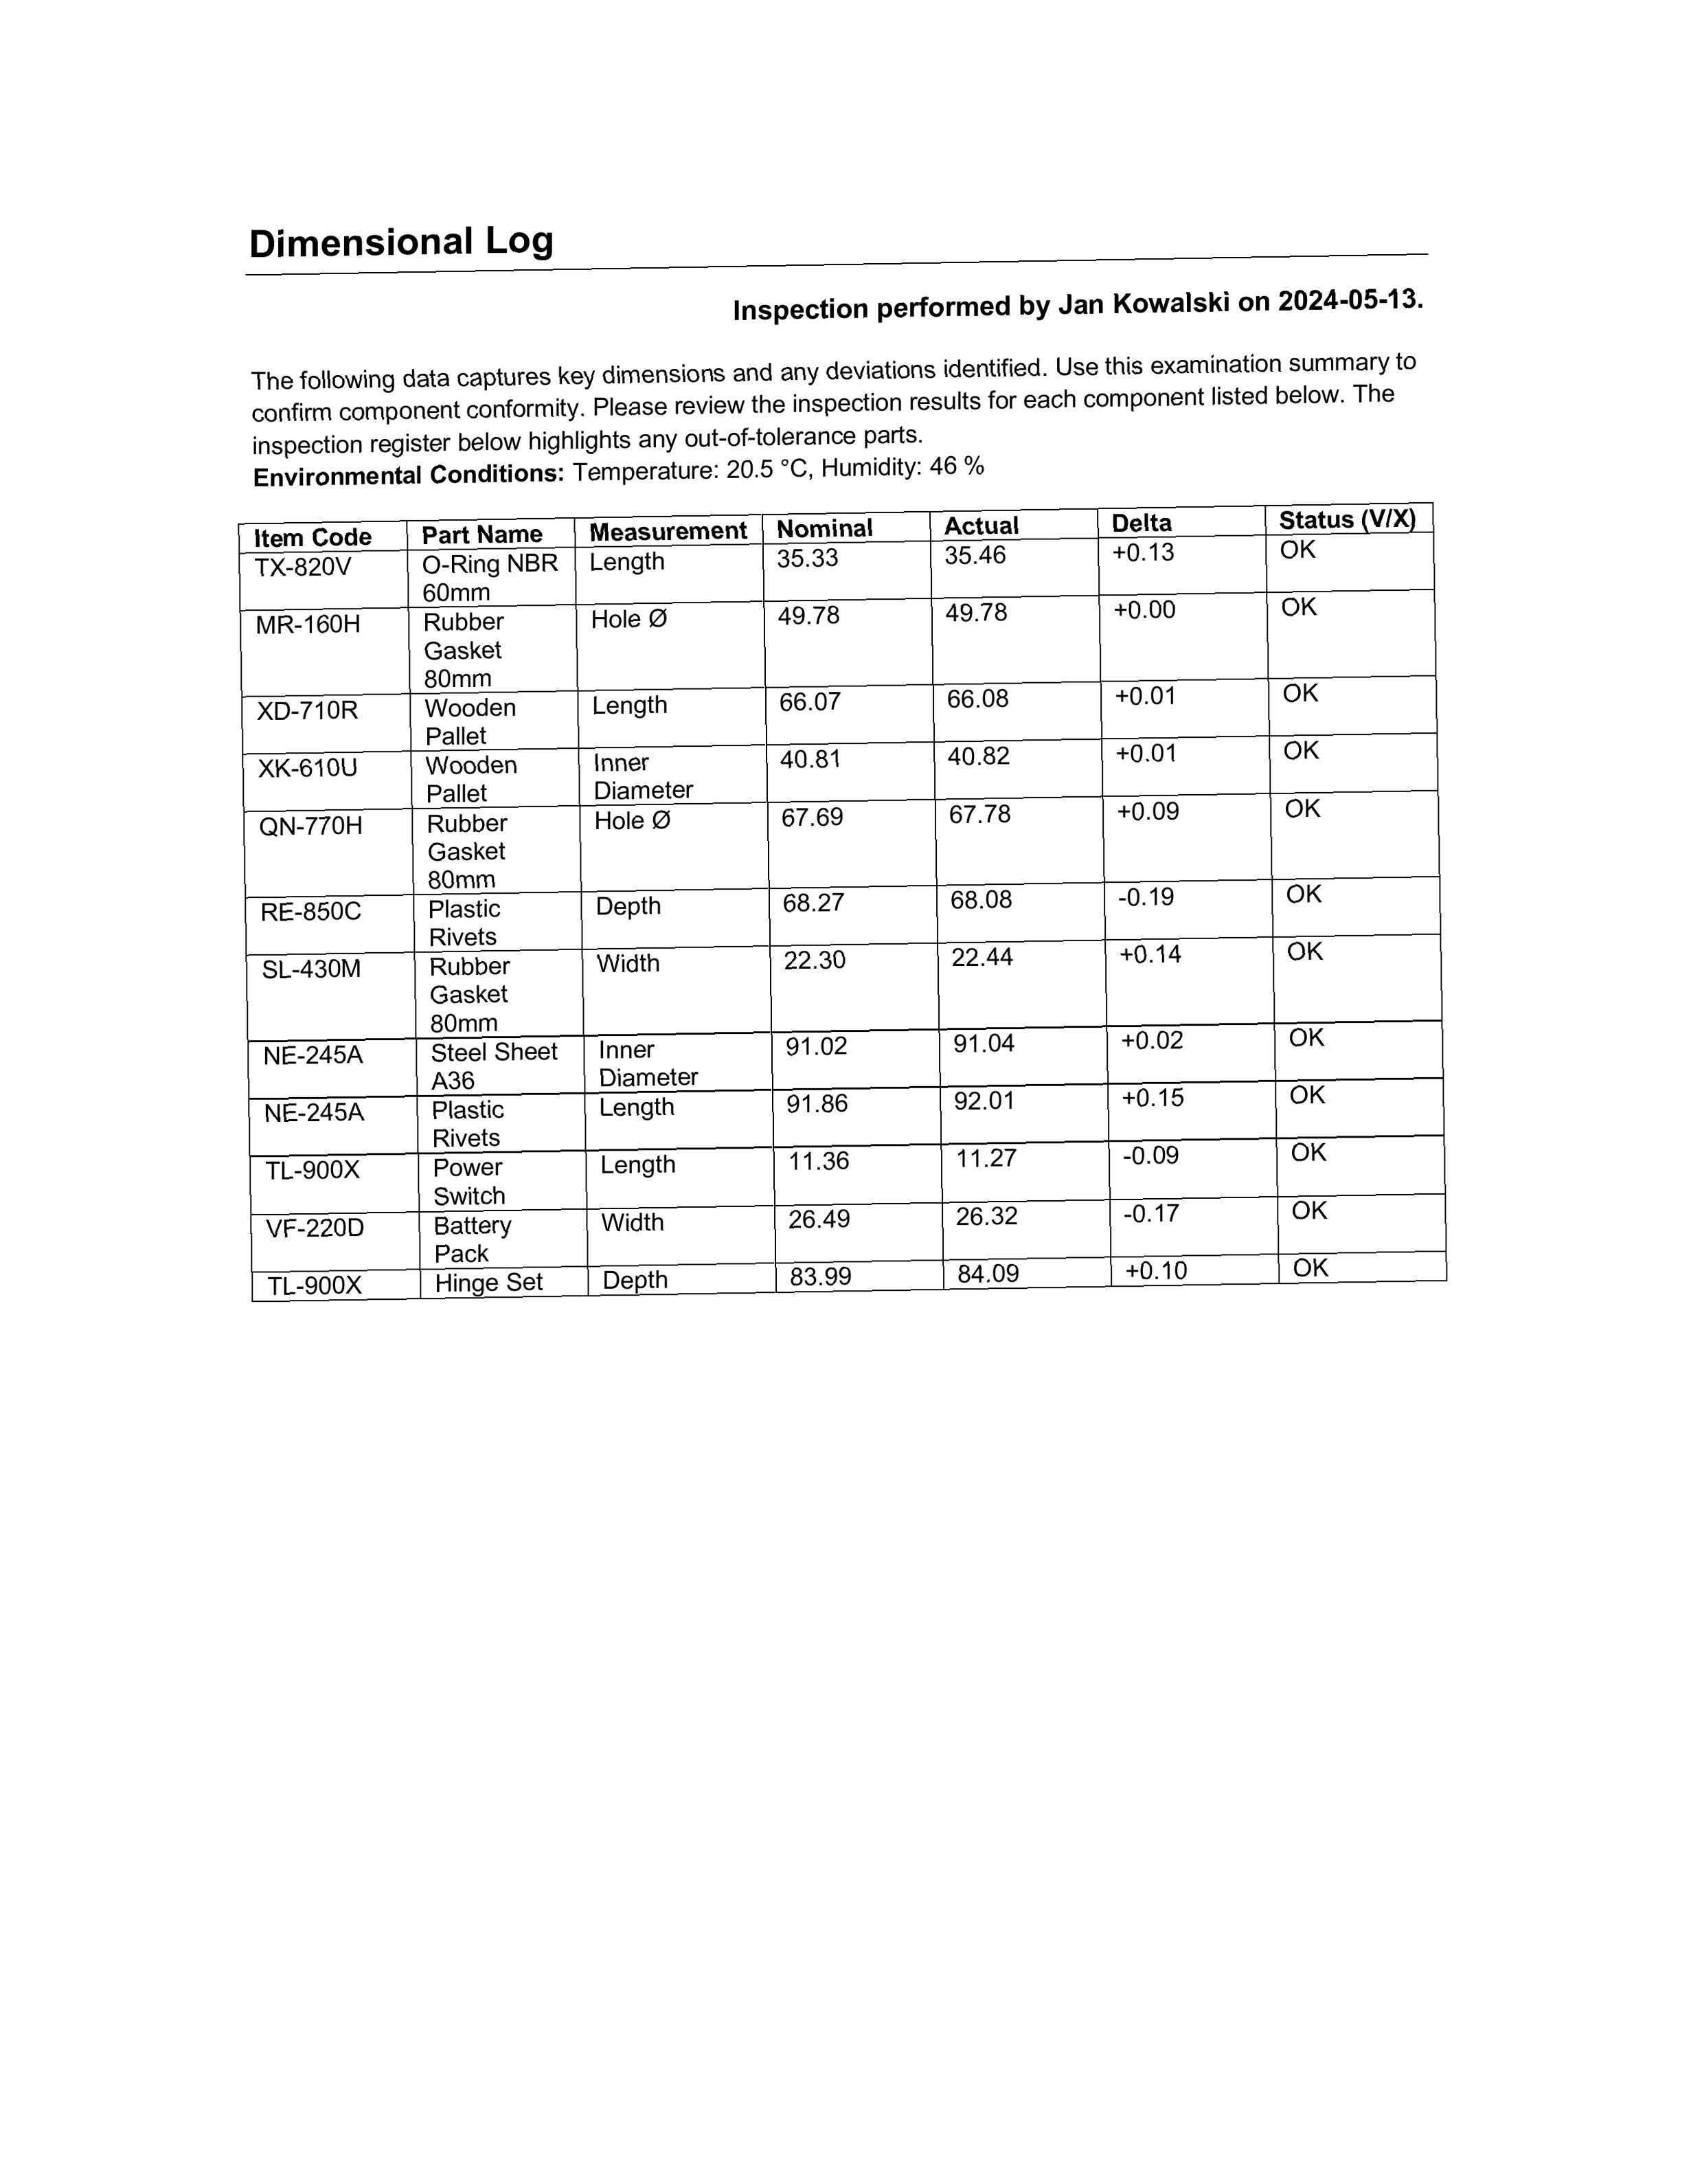 Dimensional Log
Inspection performed by Jan Kowalski on 2024-05-13.
The following data captures key dimensions and any deviations identified. Use this examination summary to
confirm component conformity. Please review the inspection results for each component listed below. The
inspection register below highlights any out-of-tolerance parts.
Environmental Conditions: Temperature: 20.5 °C, Humidity: 46 %
Item Code Part Name Measurement Nominal Actual Delta Status (V/X)
TX-820V O-Ring NBR Length 35.33 35.46 +0.13 OK
60mm
MR-160H Rubber Hole Ø 49.78 49.78 +0.00 OK
Gasket
80mm
XD-710R Wooden Length 66.07 66.08 +0.01 OK
Pallet
XK-610U Wooden Inner 40.81 40.82 +0.01 OK
Pallet Diameter
QN-770H Rubber Hole Ø 67.69 67.78 +0.09 OK
Gasket
80mm
RE-850C Plastic Depth 68.27 68.08 -0.19 OK
Rivets
SL-430M Rubber Width 22.30 22.44 +0.14 OK
Gasket
80mm
NE-245A Steel Sheet Inner 91.02 91.04 +0.02 OK
A36 Diameter
NE-245A Plastic Length 91.86 92.01 +0.15 OK
Rivets
TL-900X Power Length 11.36 11.27 -0.09 OK
Switch
VF-220D Battery Width 26.49 26.32 -0.17 OK
Pack
TL-900X Hinge Set Depth 83.99 84.09 +0.10 OK